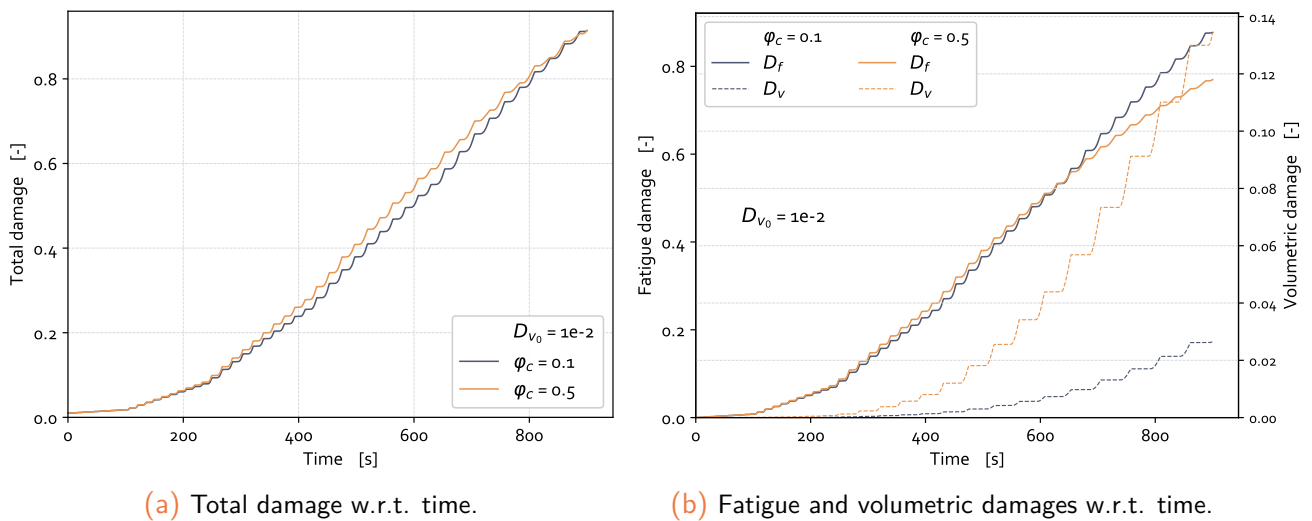 Total damage [-]
0.8
0.6
0.4
0.2
0.0
0 200 400 600 800
Time [s]
D_{v_0} = 1e-2
φ_c = 0.1
φ_c = 0.5
(a) Total damage w.r.t. time.
Fatigue damage [-]
0.8
0.6
0.4
0.2
0.0
φ_c = 0.1 φ_c = 0.5
D_f D_f
D_v D_v
D_{v_0} = 1e-2
0 200 400 600 800
Time [s]
0.14
0.12
0.10
0.08
0.06
0.04
0.02
0.00
Volumetric damage [-]
(b) Fatigue and volumetric damages w.r.t. time.